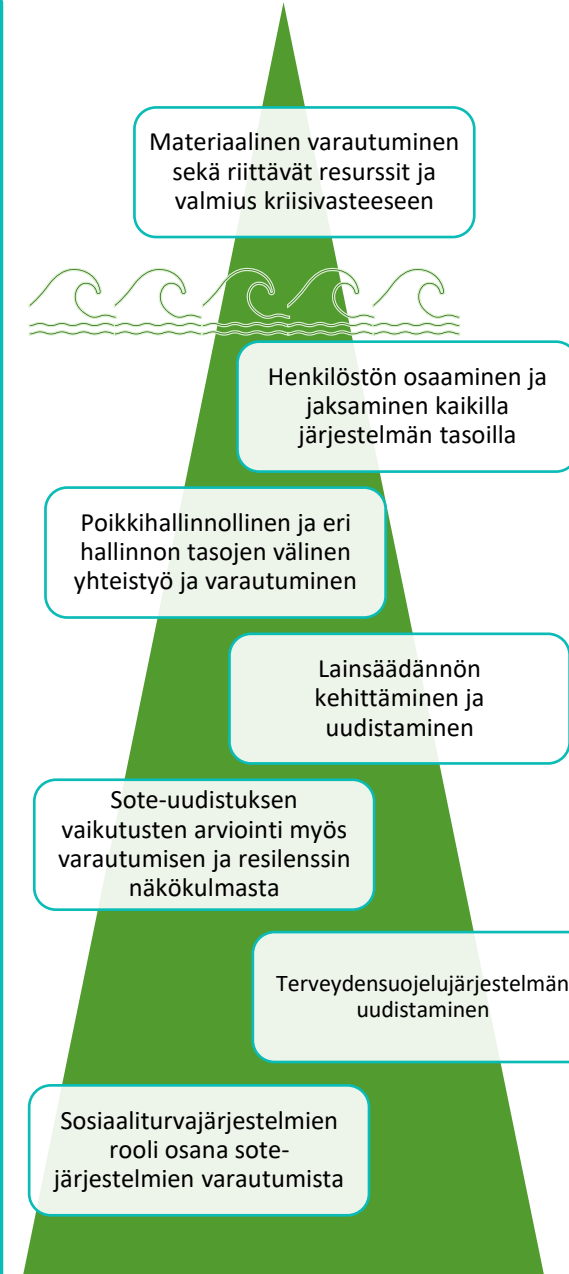 Materiaalinen varautuminen
sekä riittävät resurssit ja
valmius kriisivasteeseen
Henkilöstön osaaminen ja
jaksaminen kaikilla
järjestelmän tasoilla
Poikkihallinnollinen ja eri
hallinnon tasojen välinen
yhteistyö ja varautuminen
Lainsäädännön
kehittäminen ja
uudistaminen
Sote-uudistuksen
vaikutusten arviointi myös
varautumisen ja resilenssin
näkökulmasta
Terveydensuojelujärjestelmän
uudistaminen
Sosiaaliturvajärjestelmien
rooli osana sote-
järjestelmien varautumista